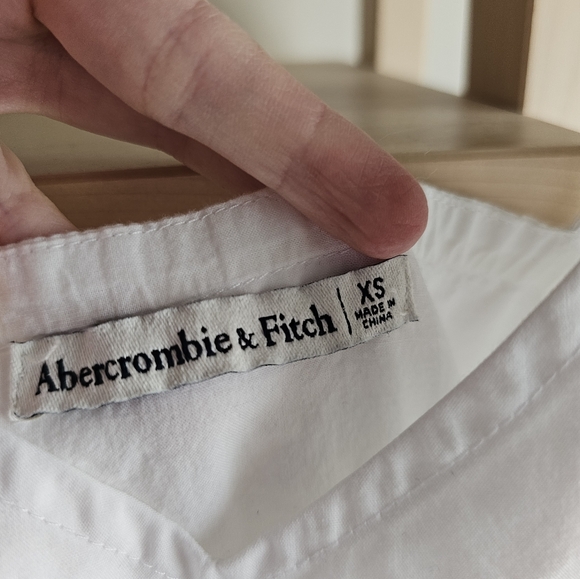 Abercrombie & Fitch | XS
MADE IN
CHINA